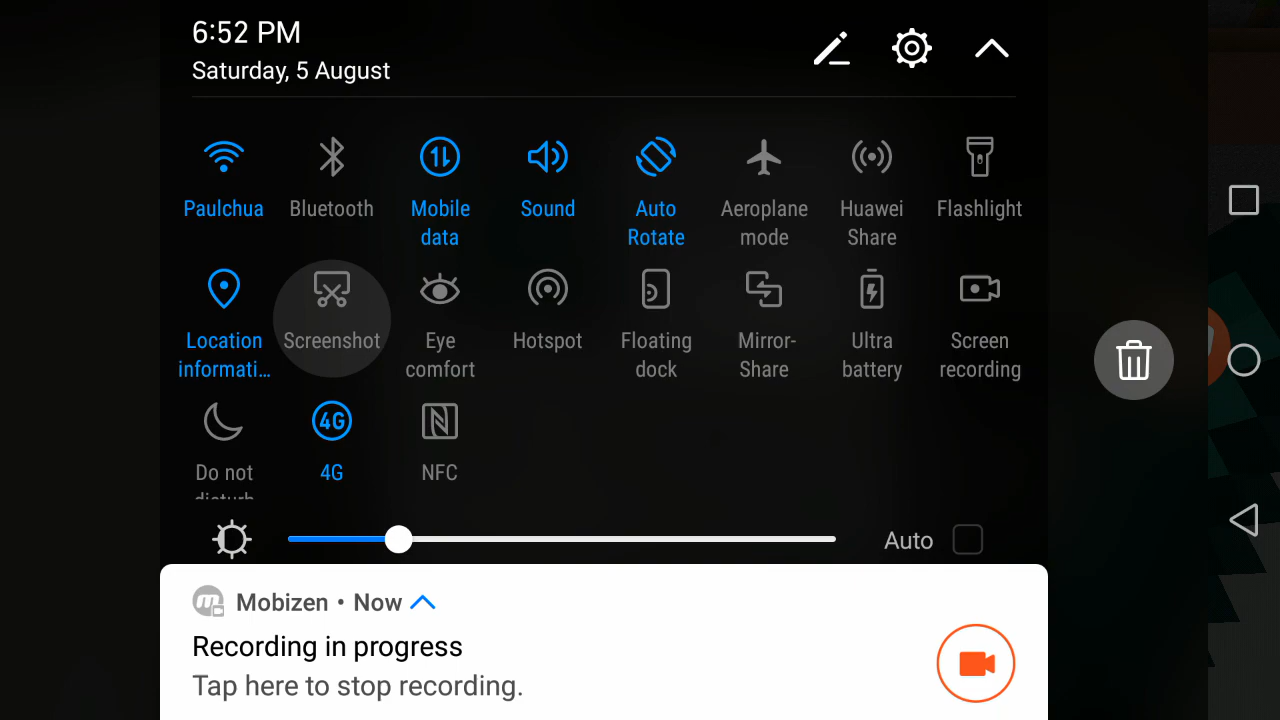 6:52 PM
Saturday, 5 August
Paulchua
Bluetooth
Mobile
data
Sound
Auto
Rotate
Aeroplane
mode
Huawei
Share
Flashlight
Location
informati...
Screenshot
Eye
comfort
Hotspot
Floating
dock
Mirror-
Share
Ultra
battery
Screen
recording
Do not
disturb
4G
4G
NFC
Auto
Mobizen • Now
Recording in progress
Tap here to stop recording.